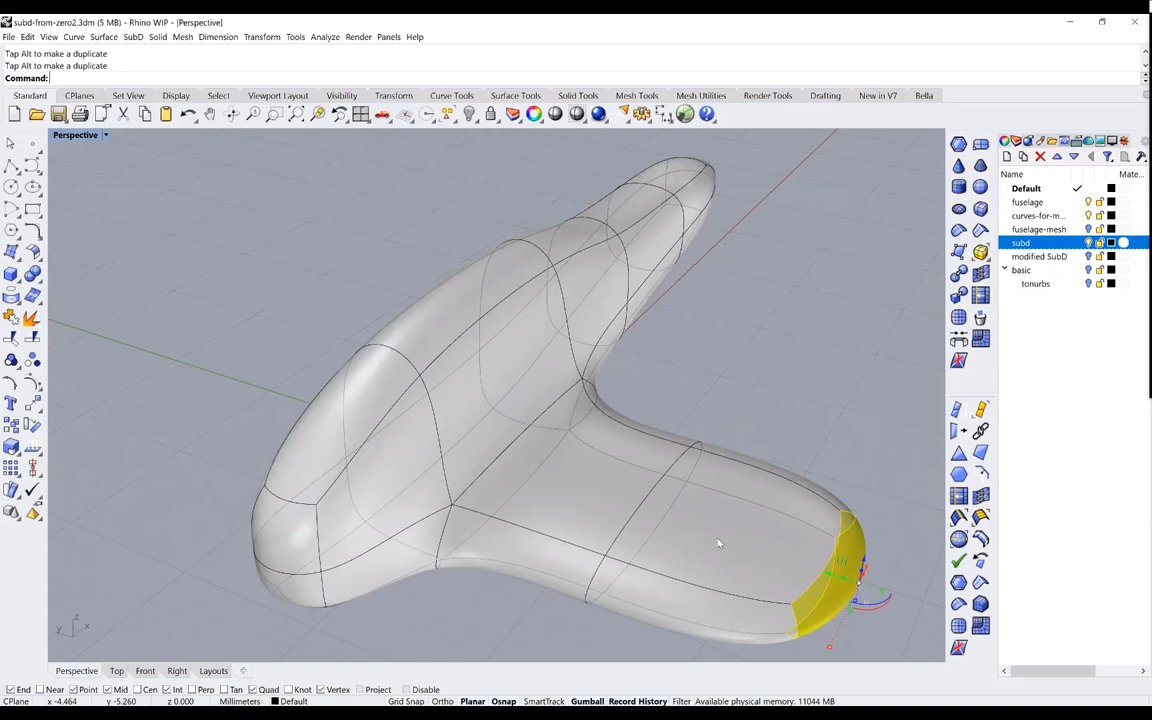 subd-from-zero2.3dm (5 MB) - Rhino WIP - [Perspective]
File Edit View Curve Surface SubD Solid Mesh Dimension Transform Tools Analyze Render Panels Help
Tap Alt to make a duplicate
Tap Alt to make a duplicate
Command:
Standard CPlanes Set View Display Select Viewport Layout Visibility Transform Curve Tools Surface Tools Solid Tools Mesh Tools Mesh Utilities Render Tools Drafting New in V7 Bella
Perspective
Name Mate...
Default
fuselage
curves-for-m...
fuselage-mesh
subd
modified SubD
basic
tonurbs
z
y x
Perspective Top Front Right Layouts
End Near Point Mid Cen Int Perp Tan Quad Knot Vertex Project Disable
CPlane x -4.464 y -5.260 z 0.000 Millimeters Default Grid Snap Ortho Planar Osnap SmartTrack Gumball Record History Filter Available physical memory: 11044 MB